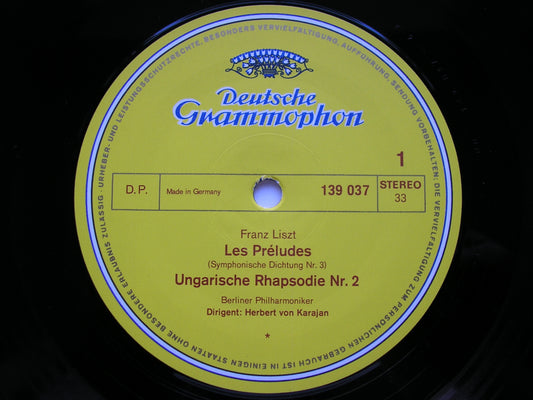 Deutsche
Grammophon
1
D.P.
Made in Germany
139 037
STEREO
33
Franz Liszt
Les Préludes
(Symphonische Dichtung Nr. 3)
Ungarische Rhapsodie Nr. 2
Berliner Philharmoniker
Dirigent: Herbert von Karajan
*
URHEBER- UND LEISTUNGSSCHUTZRECHTE, BESONDERS VERVIELFÄLTIGUNG, AUFFÜHRUNG, SENDUNG VORBEHALTEN: DIE VERVIELFÄLTIGUNG ZUM PERSÖNLICHEN GEBRAUCH IST IN EINIGEN STAATEN OHNE BESONDERE ERLAUBNIS ZULÄSSIG ·